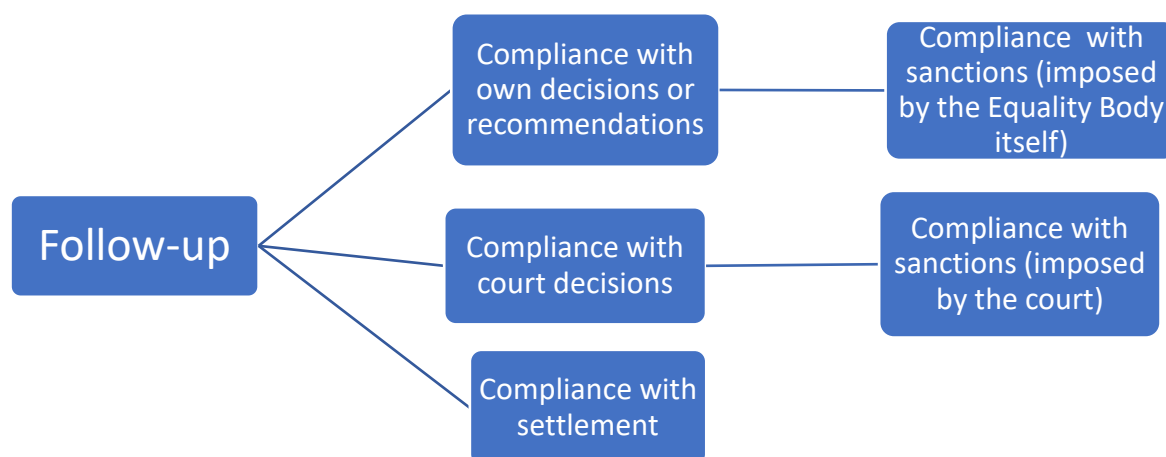 Follow-up
Compliance with
own decisions or
recommendations
Compliance with
sanctions (imposed
by the Equality Body
itself)
Compliance with
court decisions
Compliance with
sanctions (imposed
by the court)
Compliance with
settlement